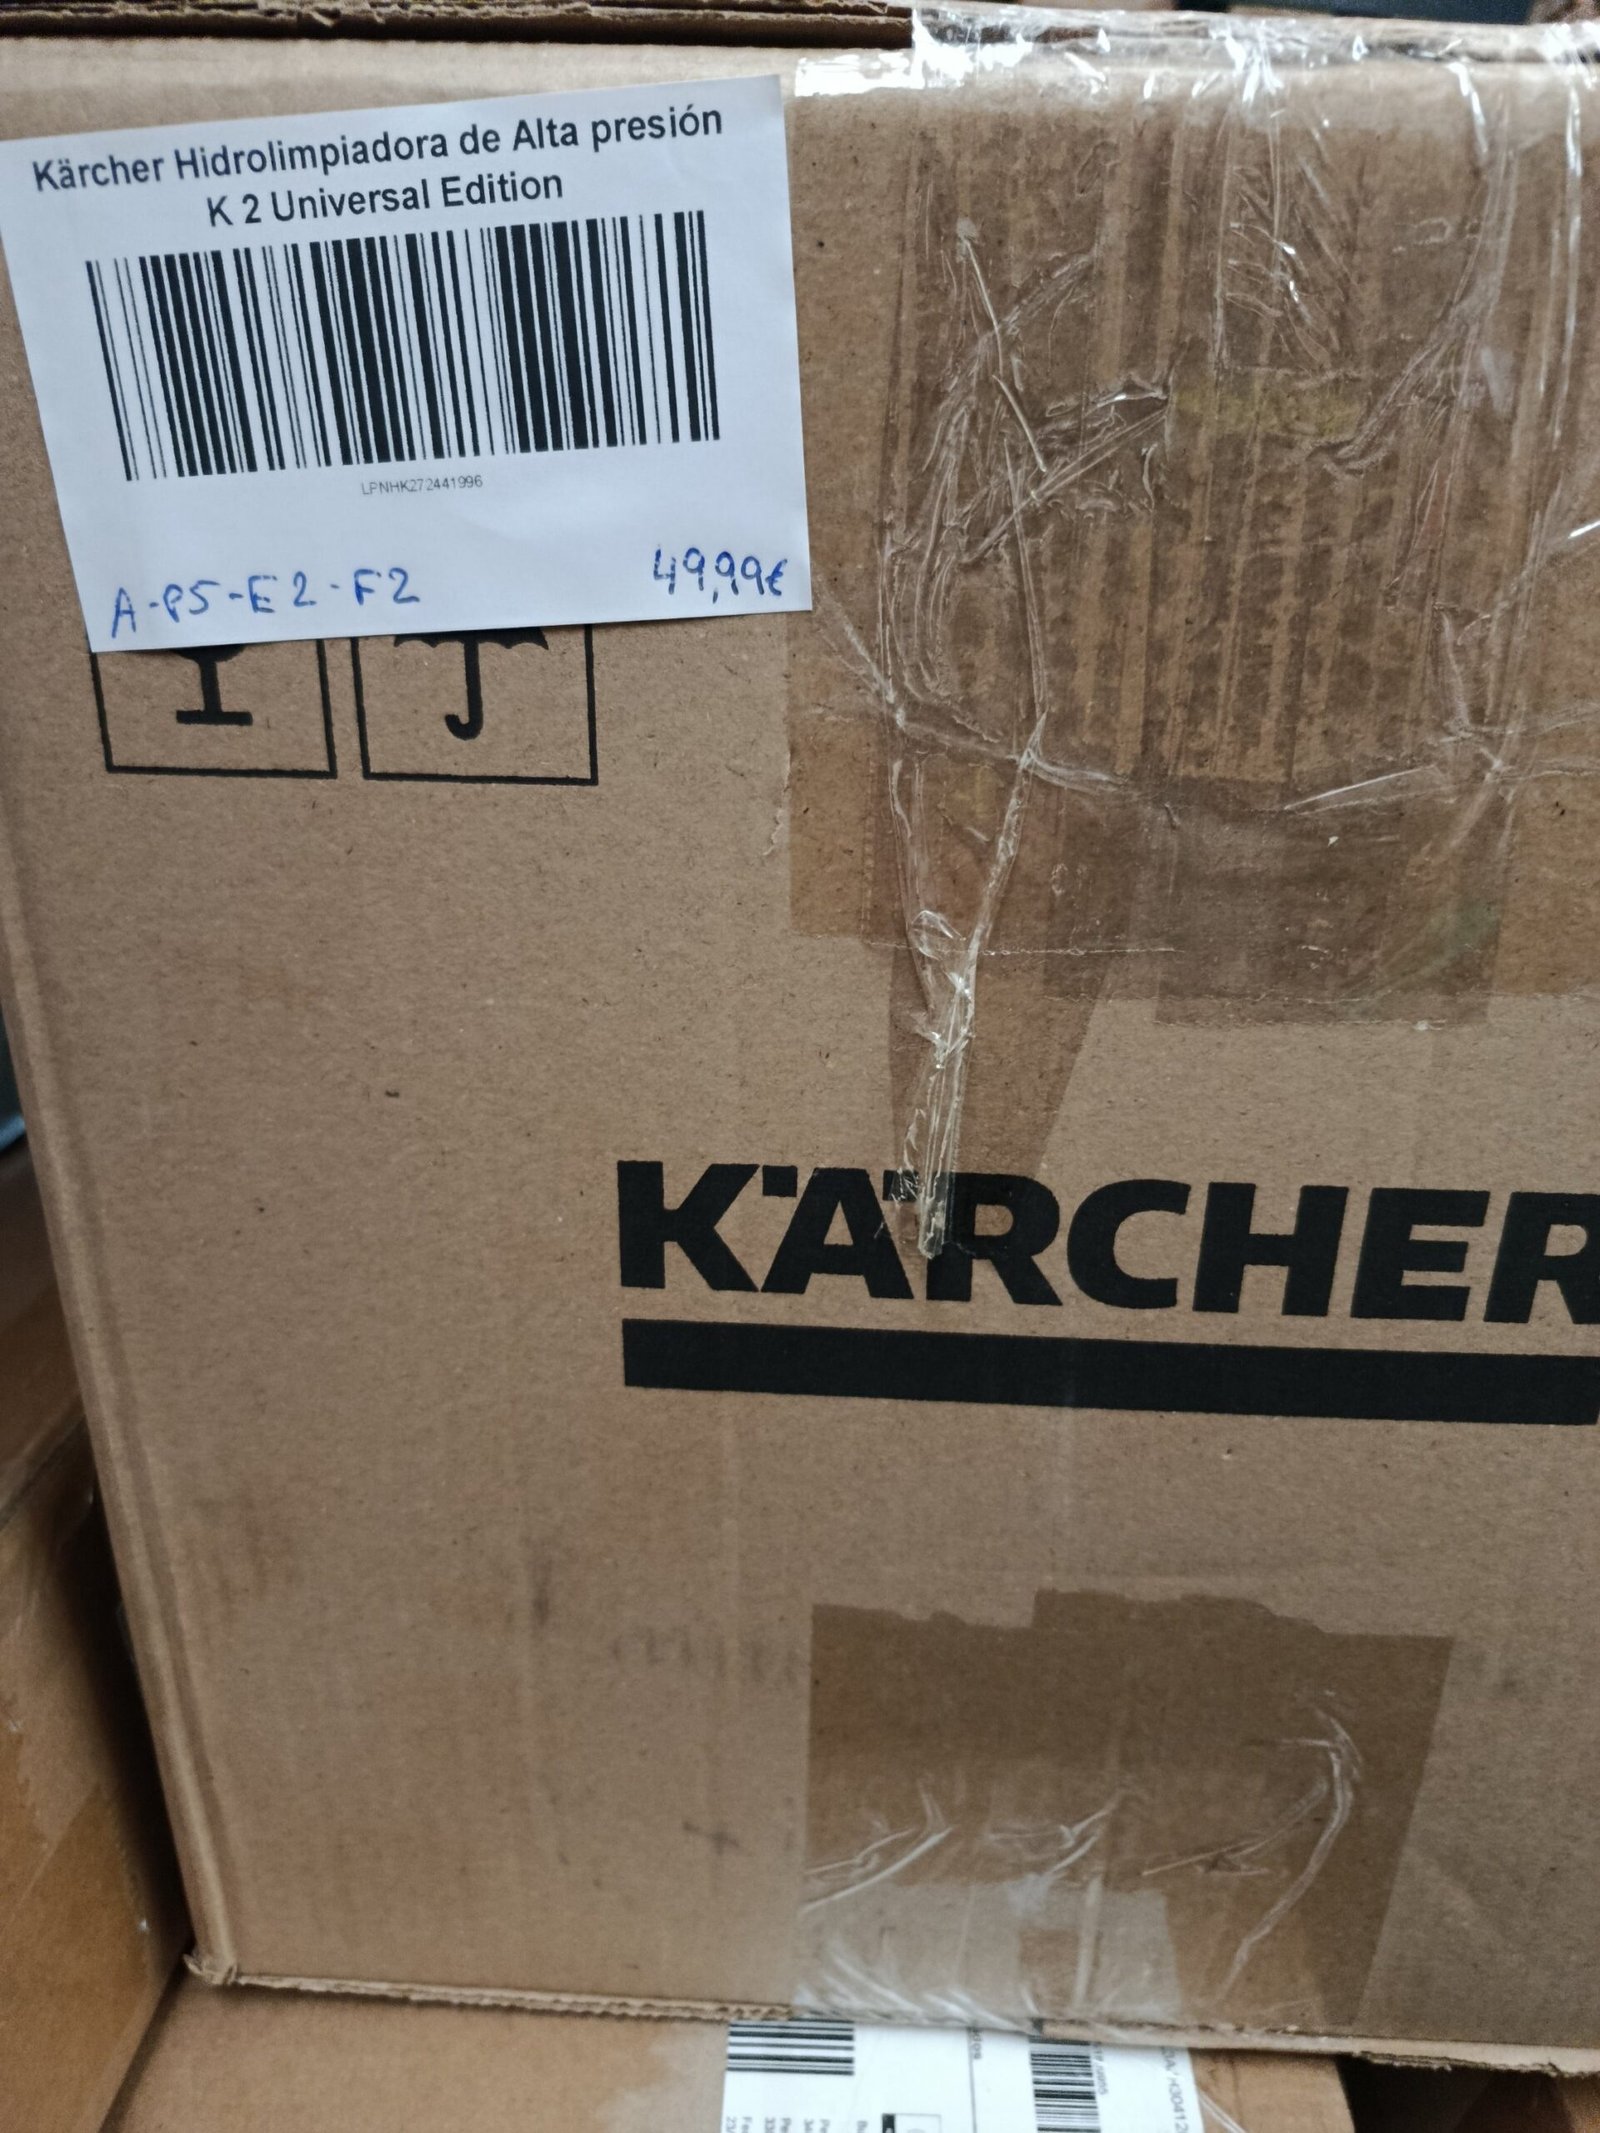 Kärcher Hidrolimpiadora de Alta presión
K 2 Universal Edition
LPNHK272441996
A-P5-E2-F2
49,99€
KÄRCHER